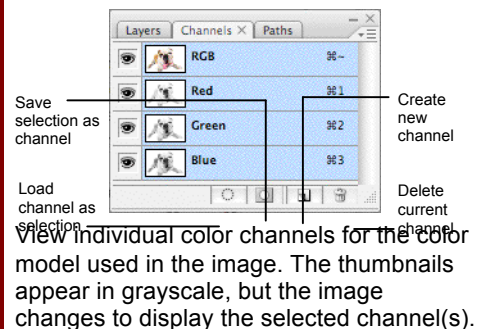 Layers Channels × Paths
RGB ⌘~
Red ⌘1
Green ⌘2
Blue ⌘3
Save
selection as
channel
Create
new
channel
Load
channel as
selection
Delete
current
channel
View individual color channels for the color
model used in the image. The thumbnails
appear in grayscale, but the image
changes to display the selected channel(s).